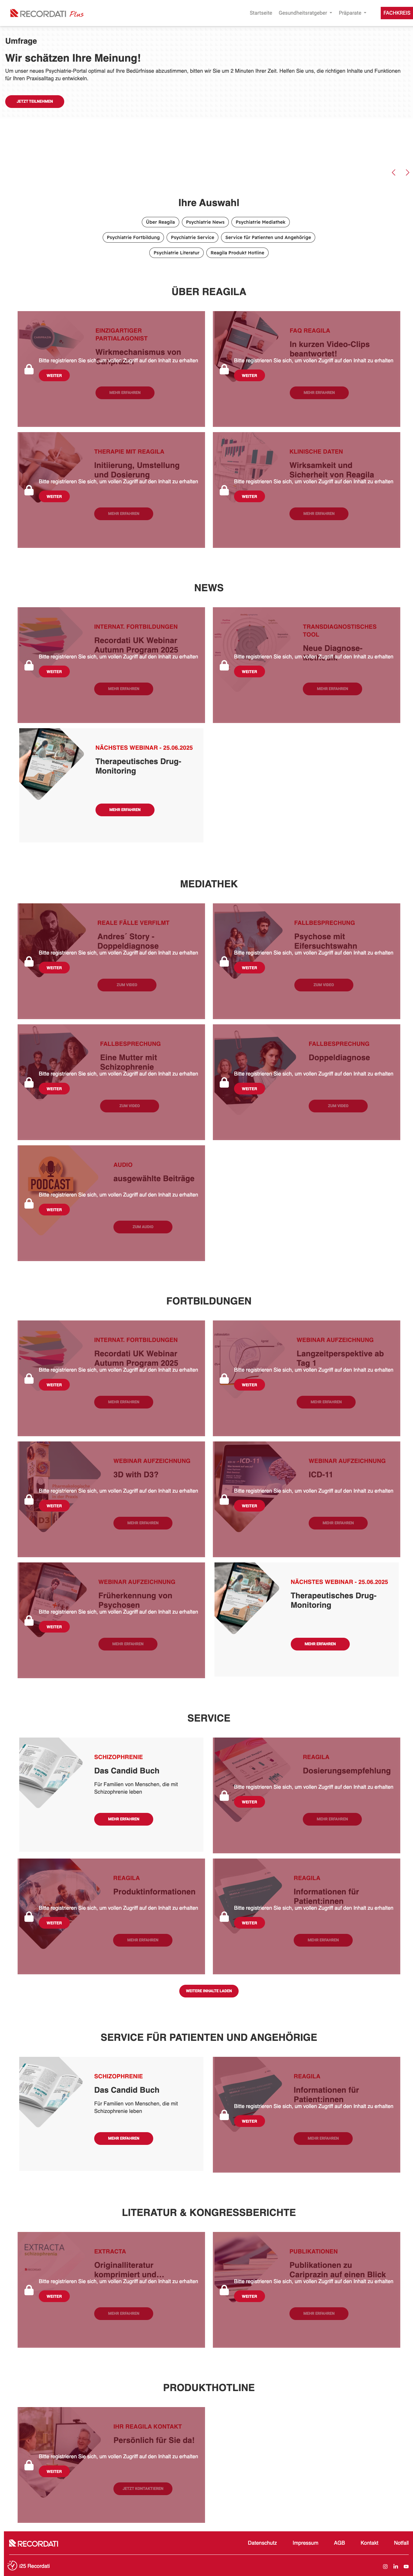 RECORDATI Plus
Startseite Gesundheitsratgeber Präparate FACHKREIS
Umfrage
Wir schätzen Ihre Meinung!
Um unser neues Psychiatrie-Portal optimal auf Ihre Bedürfnisse abzustimmen, bitten wir Sie um 2 Minuten Ihrer Zeit. Helfen Sie uns, die richtigen Inhalte und Funktionen
für Ihren Praxisalltag zu entwickeln.
JETZT TEILNEHMEN
Ihre Auswahl
Über Reagila Psychiatrie News Psychiatrie Mediathek
Psychiatrie Fortbildung Psychiatrie Service Service für Patienten und Angehörige
Psychiatrie Literatur Reagila Produkt Hotline
ÜBER REAGILA
EINZIGARTIGER
PARTIALAGONIST
Wirkmechanismus von
Bitte registrieren Sie sich, um vollen Zugriff auf den Inhalt zu erhalten
WEITER
MEHR ERFAHREN
FAQ REAGILA
In kurzen Video-Clips
beantwortet!
Bitte registrieren Sie sich, um vollen Zugriff auf den Inhalt zu erhalten
WEITER
MEHR ERFAHREN
THERAPIE MIT REAGILA
Initiierung, Umstellung
und Dosierung
Bitte registrieren Sie sich, um vollen Zugriff auf den Inhalt zu erhalten
WEITER
MEHR ERFAHREN
KLINISCHE DATEN
Wirksamkeit und
Sicherheit von Reagila
Bitte registrieren Sie sich, um vollen Zugriff auf den Inhalt zu erhalten
WEITER
MEHR ERFAHREN
NEWS
INTERNAT. FORTBILDUNGEN
Recordati UK Webinar
Autumn Program 2025
Bitte registrieren Sie sich, um vollen Zugriff auf den Inhalt zu erhalten
WEITER
MEHR ERFAHREN
TRANSDIAGNOSTISCHES
TOOL
Neue Diagnose-
Bitte registrieren Sie sich, um vollen Zugriff auf den Inhalt zu erhalten
WEITER
MEHR ERFAHREN
NÄCHSTES WEBINAR - 25.06.2025
Therapeutisches Drug-
Monitoring
MEHR ERFAHREN
MEDIATHEK
REALE FÄLLE VERFILMT
Andres´ Story -
Doppeldiagnose
Bitte registrieren Sie sich, um vollen Zugriff auf den Inhalt zu erhalten
WEITER
ZUM VIDEO
FALLBESPRECHUNG
Psychose mit
Eifersuchtswahn
Bitte registrieren Sie sich, um vollen Zugriff auf den Inhalt zu erhalten
WEITER
ZUM VIDEO
FALLBESPRECHUNG
Eine Mutter mit
Schizophrenie
Bitte registrieren Sie sich, um vollen Zugriff auf den Inhalt zu erhalten
WEITER
ZUM VIDEO
FALLBESPRECHUNG
Doppeldiagnose
Bitte registrieren Sie sich, um vollen Zugriff auf den Inhalt zu erhalten
WEITER
ZUM VIDEO
PODCAST
AUDIO
ausgewählte Beiträge
Bitte registrieren Sie sich, um vollen Zugriff auf den Inhalt zu erhalten
WEITER
ZUM AUDIO
FORTBILDUNGEN
INTERNAT. FORTBILDUNGEN
Recordati UK Webinar
Autumn Program 2025
Bitte registrieren Sie sich, um vollen Zugriff auf den Inhalt zu erhalten
WEITER
MEHR ERFAHREN
WEBINAR AUFZEICHNUNG
Langzeitperspektive ab
Tag 1
Bitte registrieren Sie sich, um vollen Zugriff auf den Inhalt zu erhalten
WEITER
MEHR ERFAHREN
WEBINAR AUFZEICHNUNG
3D with D3?
Bitte registrieren Sie sich, um vollen Zugriff auf den Inhalt zu erhalten
WEITER
D3
MEHR ERFAHREN
WEBINAR AUFZEICHNUNG
ICD-11
ICD-11
Bitte registrieren Sie sich, um vollen Zugriff auf den Inhalt zu erhalten
WEITER
MEHR ERFAHREN
WEBINAR AUFZEICHNUNG
Früherkennung von
Psychosen
Bitte registrieren Sie sich, um vollen Zugriff auf den Inhalt zu erhalten
WEITER
MEHR ERFAHREN
NÄCHSTES WEBINAR - 25.06.2025
Therapeutisches Drug-
Monitoring
MEHR ERFAHREN
SERVICE
SCHIZOPHRENIE
Das Candid Buch
Für Familien von Menschen, die mit
Schizophrenie leben
MEHR ERFAHREN
REAGILA
Dosierungsempfehlung
Bitte registrieren Sie sich, um vollen Zugriff auf den Inhalt zu erhalten
WEITER
MEHR ERFAHREN
REAGILA
Produktinformationen
Bitte registrieren Sie sich, um vollen Zugriff auf den Inhalt zu erhalten
WEITER
MEHR ERFAHREN
REAGILA
Informationen für
Patient:innen
Bitte registrieren Sie sich, um vollen Zugriff auf den Inhalt zu erhalten
WEITER
MEHR ERFAHREN
WEITERE INHALTE LADEN
SERVICE FÜR PATIENTEN UND ANGEHÖRIGE
SCHIZOPHRENIE
Das Candid Buch
Für Familien von Menschen, die mit
Schizophrenie leben
MEHR ERFAHREN
REAGILA
Informationen für
Patient:innen
Bitte registrieren Sie sich, um vollen Zugriff auf den Inhalt zu erhalten
WEITER
MEHR ERFAHREN
LITERATUR & KONGRESSBERICHTE
EXTRACTA
EXTRACTA
Originalliteratur
komprimiert und...
Bitte registrieren Sie sich, um vollen Zugriff auf den Inhalt zu erhalten
WEITER
MEHR ERFAHREN
PUBLIKATIONEN
Publikationen zu
Cariprazin auf einen Blick
Bitte registrieren Sie sich, um vollen Zugriff auf den Inhalt zu erhalten
WEITER
MEHR ERFAHREN
PRODUKTHOTLINE
IHR REAGILA KONTAKT
Persönlich für Sie da!
Bitte registrieren Sie sich, um vollen Zugriff auf den Inhalt zu erhalten
WEITER
JETZT KONTAKTIEREN
RECORDATI
Datenschutz Impressum AGB Kontakt Notfall
i25 Recordati